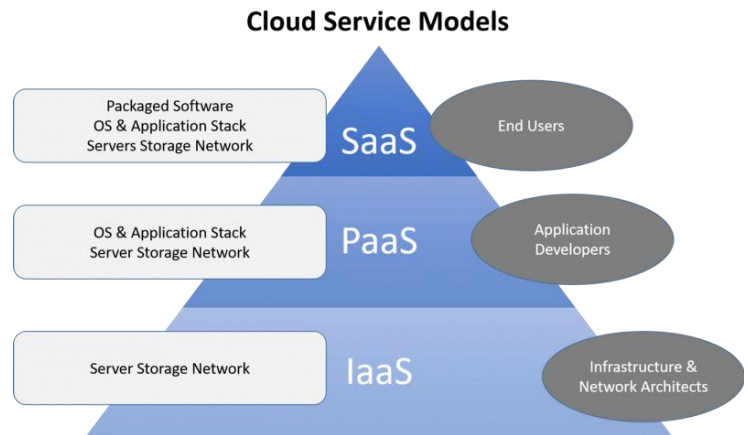 Cloud Service Models
Packaged Software
OS & Application Stack
Servers Storage Network
SaaS
End Users
OS & Application Stack
Server Storage Network
PaaS
Application
Developers
Server Storage Network
IaaS
Infrastructure &
Network Architects